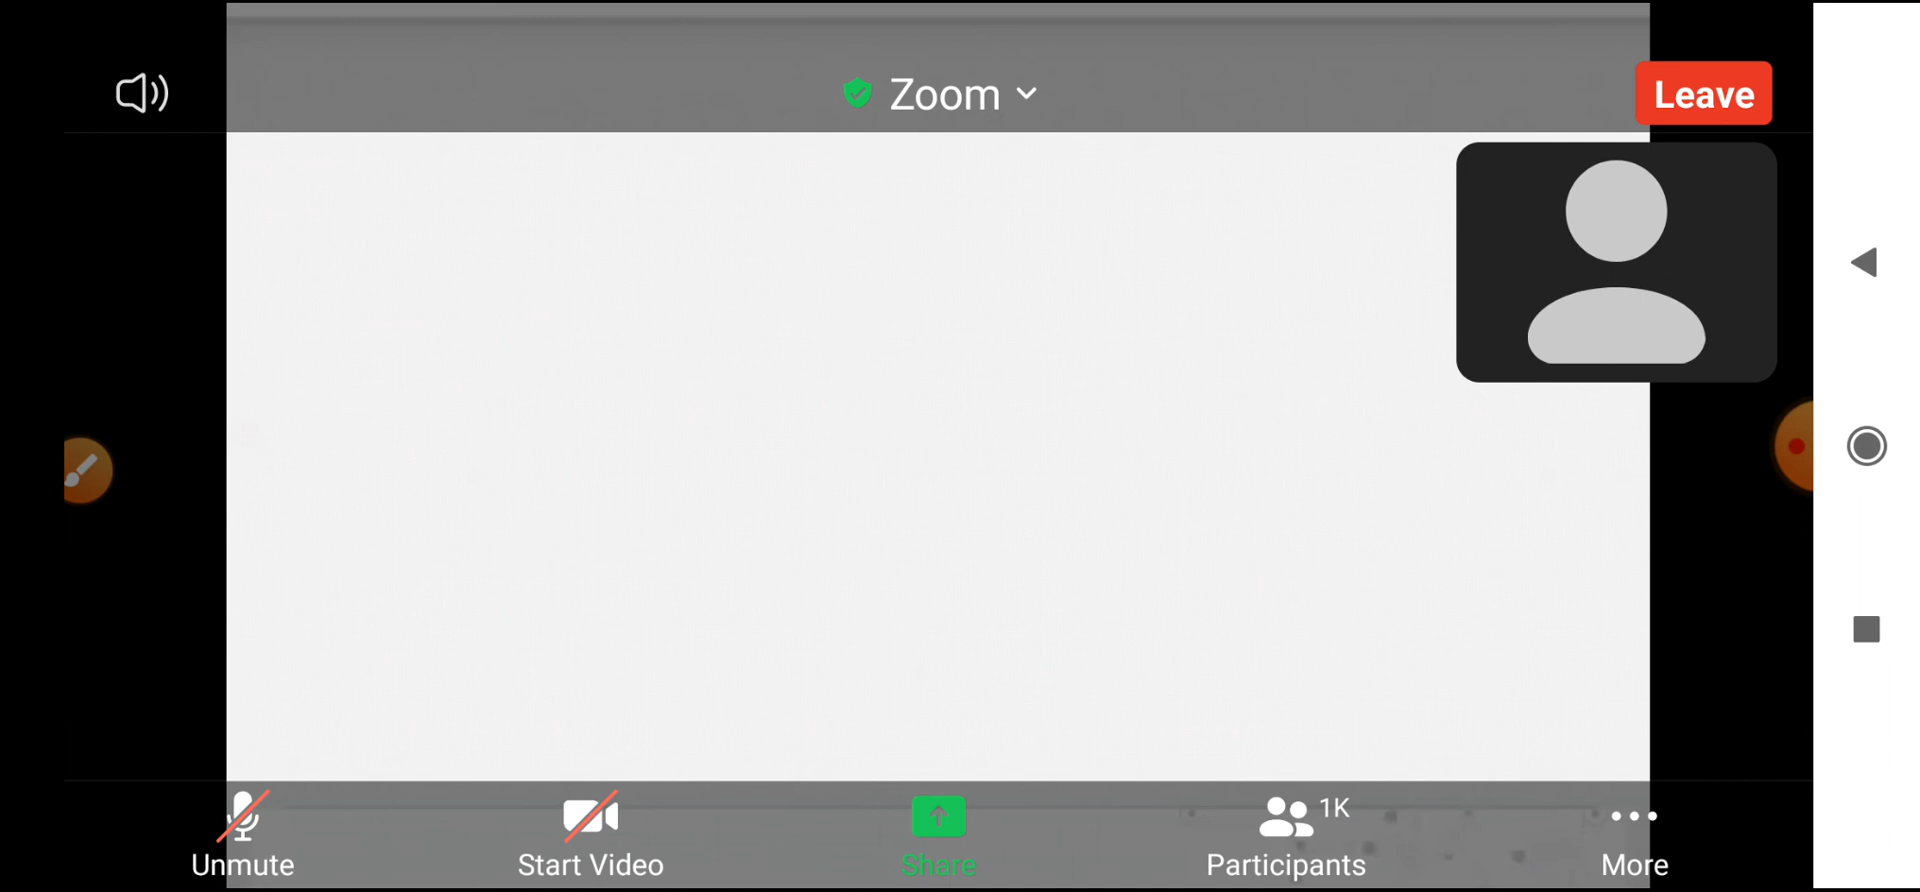 Zoom
Leave
1K
Unmute
Start Video
Share
Participants
More